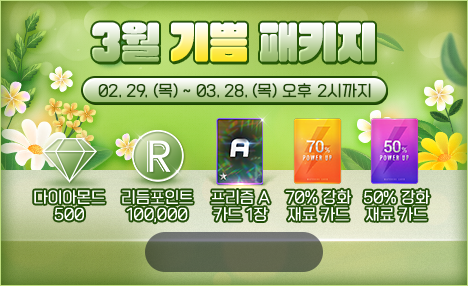 3월 기쁨 패키지
02. 29. (목) ~ 03. 28. (목) 오후 2시까지
R
A
70%
POWER UP
50%
POWER UP
다이아몬드
500
리듬포인트
100,000
프리즘 A
카드 1장
70% 강화
재료 카드
50% 강화
재료 카드